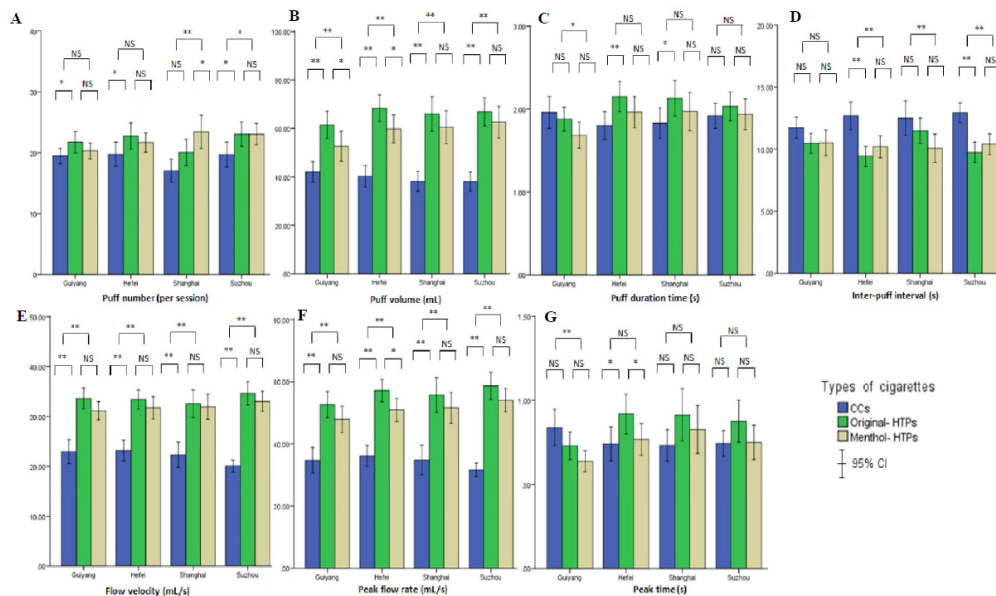 A
NS NS ** *
* NS * NS NS * * NS
40
30
20
10
0
Guiyang Hefei Shanghai Suzhou
Puff number (per session)
B
** ** ** **
** * ** * ** NS ** NS
100.00
80.00
60.00
40.00
20.00
.00
Guiyang Hefei Shanghai Suzhou
Puff volume (mL)
C
* NS NS NS
NS NS ** NS * NS NS NS
3.00
2.00
1.00
.00
Guiyang Hefei Shanghai Suzhou
Puff duration time (s)
D
NS ** ** **
NS NS ** NS NS NS ** NS
20.00
15.00
10.00
5.00
.00
Guiyang Hefei Shanghai Suzhou
Inter-puff interval (s)
E
** ** ** **
** NS ** NS ** NS ** NS
50.00
40.00
30.00
20.00
10.00
.00
Guiyang Hefei Shanghai Suzhou
Flow velocity (mL/s)
F
** ** ** **
** NS ** * ** NS ** NS
80.00
60.00
40.00
20.00
.00
Guiyang Hefei Shanghai Suzhou
Peak flow rate (mL/s)
G
** NS NS NS
NS NS * * NS NS NS NS
1.50
1.00
.50
.00
Guiyang Hefei Shanghai Suzhou
Peak time (s)
Types of cigarettes
CCs
Original- HTPs
Menthol- HTPs
95% CI